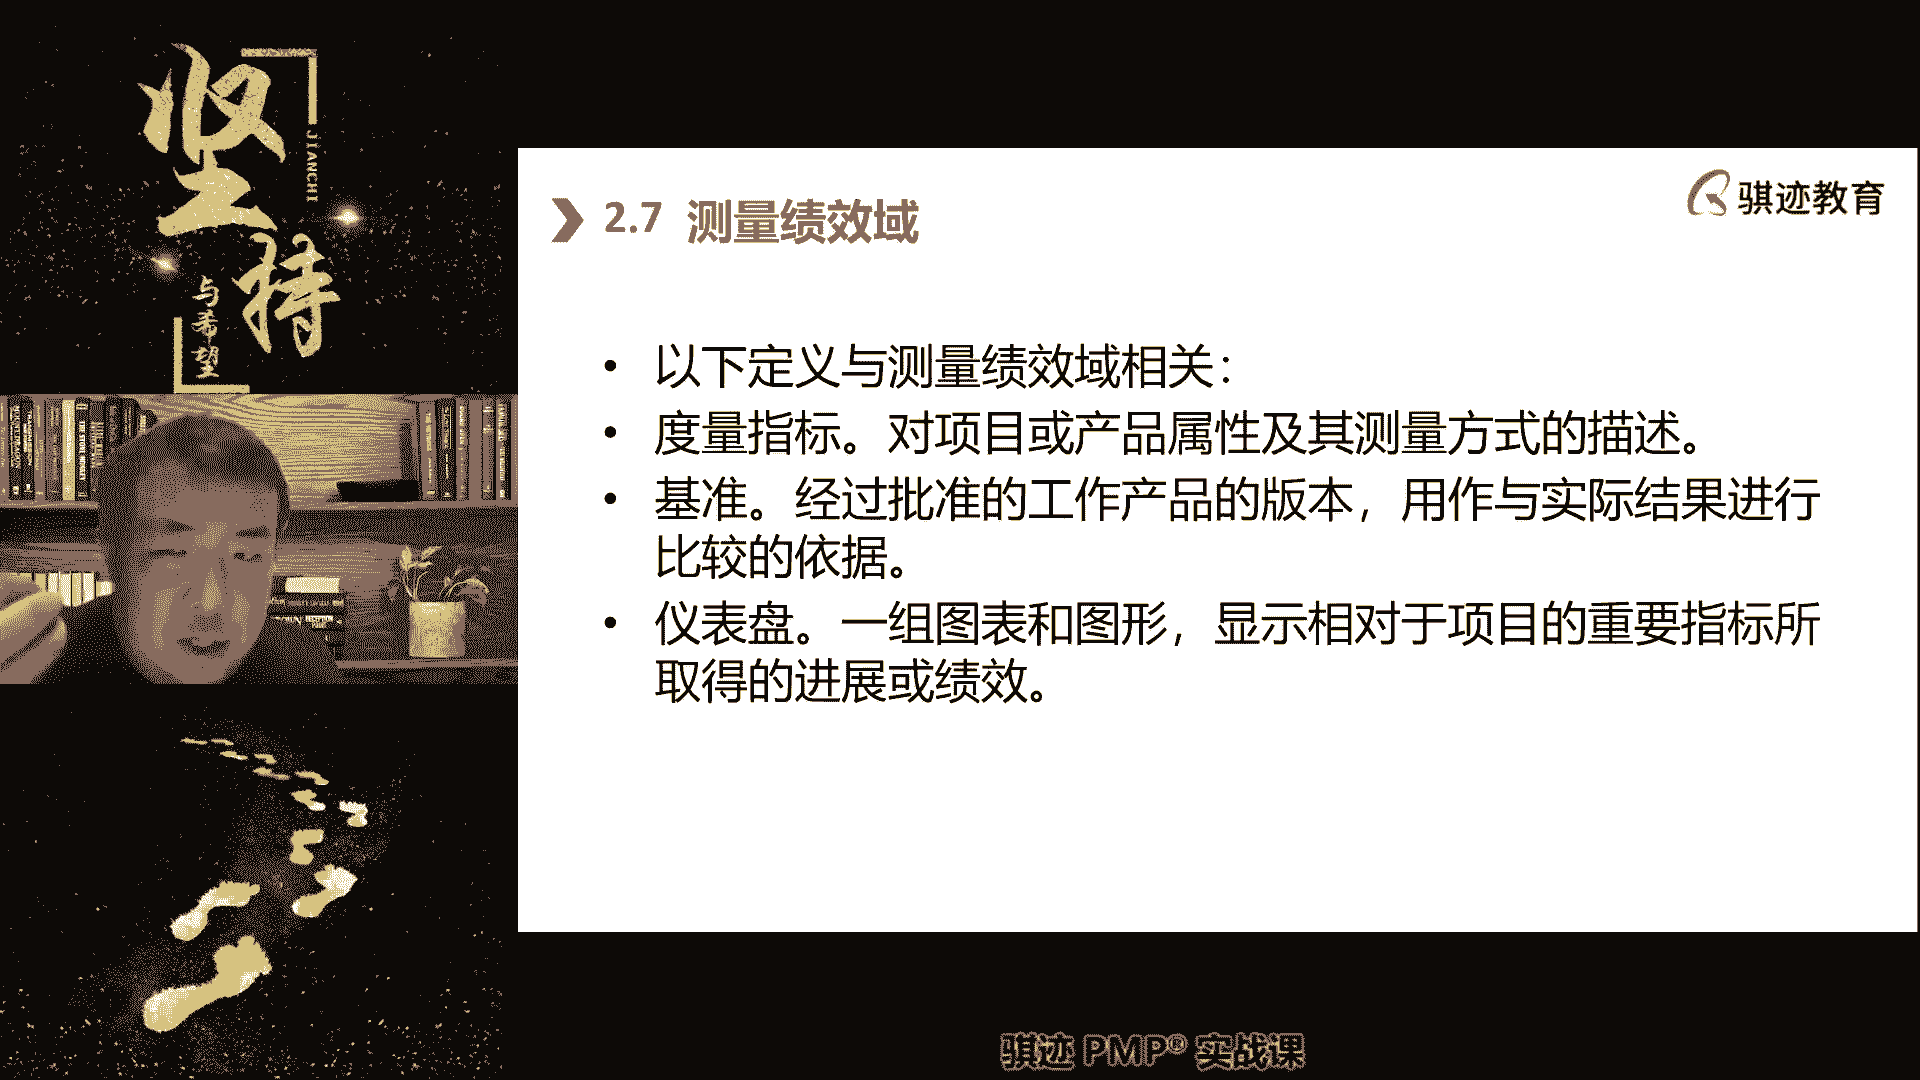 坚持
JIANCHI
与希望
骐迹教育
2.7 测量绩效域
• 以下定义与测量绩效域相关：
• 度量指标。对项目或产品属性及其测量方式的描述。
• 基准。经过批准的工作产品的版本，用作与实际结果进行
比较的依据。
• 仪表盘。一组图表和图形，显示相对于项目的重要指标所
取得的进展或绩效。
骐迹 PMP® 实战课